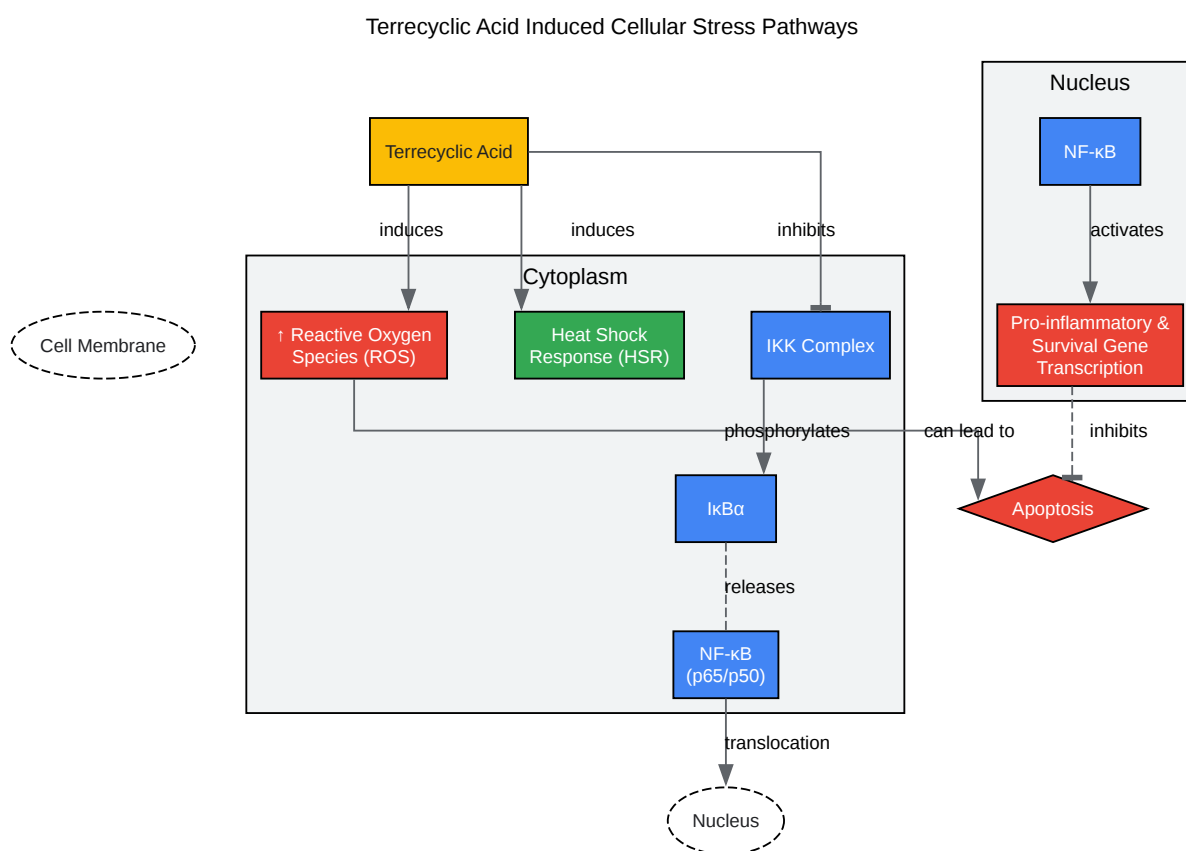 Terrecyclic Acid Induced Cellular Stress Pathways
Nucleus
Terrecyclic Acid
NF-κB
induces
induces
inhibits
activates
Cytoplasm
Cell Membrane
↑ Reactive Oxygen
Species (ROS)
Heat Shock
Response (HSR)
IKK Complex
Pro-inflammatory &
Survival Gene
Transcription
phosphorylates
can lead to
inhibits
IκBα
Apoptosis
releases
NF-κB
(p65/p50)
translocation
Nucleus